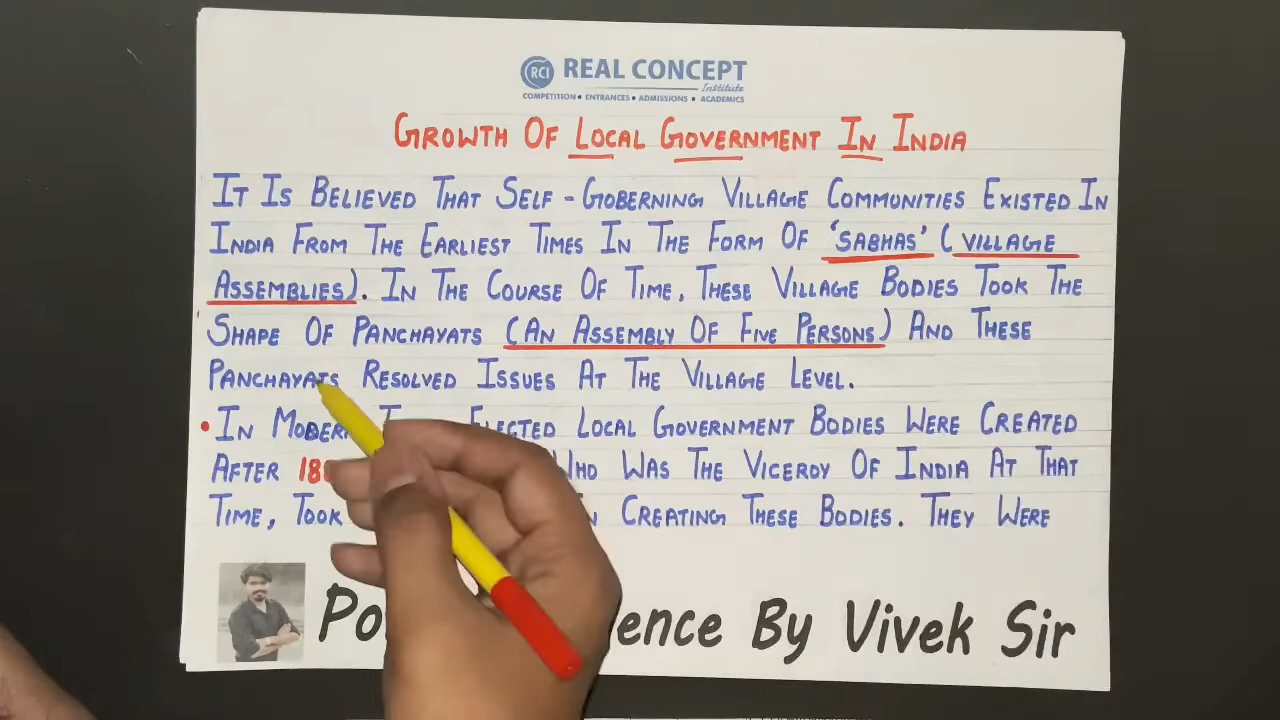 RCI REAL CONCEPT
Institute
COMPETITION • ENTRANCES • ADMISSIONS • ACADEMICS
GROWTH OF LOCAL GOVERNMENT IN INDIA
IT IS BELIEVED THAT SELF - GOBERNING VILLAGE COMMUNITIES EXISTED IN
INDIA FROM THE EARLIEST TIMES IN THE FORM OF 'SABHAS' (VILLAGE
ASSEMBLIES). IN THE COURSE OF TIME, THESE VILLAGE BODIES TOOK THE
SHAPE OF PANCHAYATS (AN ASSEMBLY OF FIVE PERSONS) AND THESE
PANCHAYATS RESOLVED ISSUES AT THE VILLAGE LEVEL.
• IN ELECTED LOCAL GOVERNMENT BODIES WERE CREATED
AFTER WHO WAS THE VICEROY OF INDIA AT THAT
TIME, TOOK CREATING THESE BODIES. THEY WERE
By Vivek Sir